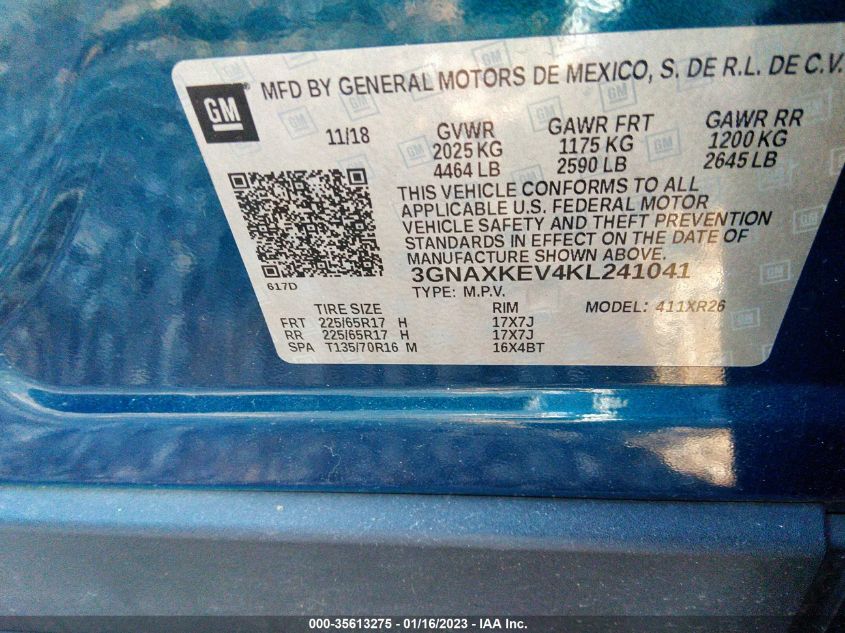 MFD BY GENERAL MOTORS DE MEXICO, S. DE R.L. DE C.V.
GM
11/18 GVWR GAWR FRT GAWR RR
2025 KG 1175 KG 1200 KG
4464 LB 2590 LB 2645 LB
THIS VEHICLE CONFORMS TO ALL
APPLICABLE U.S. FEDERAL MOTOR
VEHICLE SAFETY AND THEFT PREVENTION
STANDARDS IN EFFECT ON THE DATE OF
MANUFACTURE SHOWN ABOVE.
3GNAXKEV4KL241041
617D
TYPE: M.P.V.
TIRE SIZE RIM MODEL: 411XR26
FRT 225/65R17 H 17X7J
RR 225/65R17 H 17X7J
SPA T135/70R16 M 16X4BT
000-35613275 - 01/16/2023 - IAA Inc.